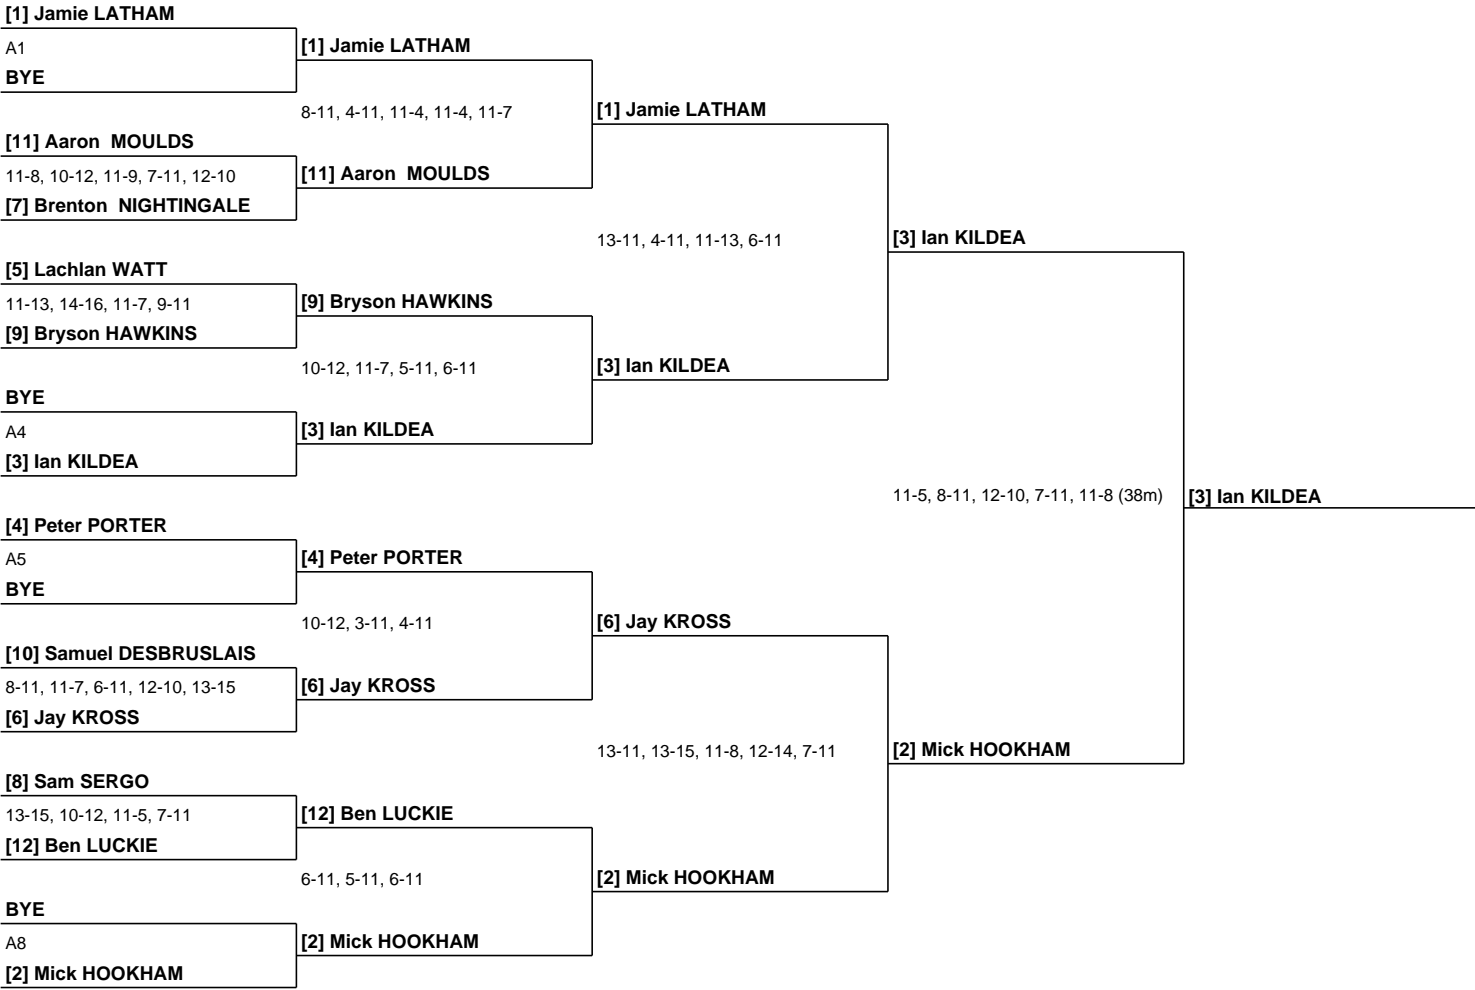 [1] Jamie LATHAM
A1
BYE
[11] Aaron  MOULDS
11-8, 10-12, 11-9, 7-11, 12-10
[7] Brenton  NIGHTINGALE
[5] Lachlan WATT
11-13, 14-16, 11-7, 9-11
[9] Bryson HAWKINS
BYE
A4
[3] Ian KILDEA
[4] Peter PORTER
A5
BYE
[10] Samuel DESBRUSLAIS
8-11, 11-7, 6-11, 12-10, 13-15
[6] Jay KROSS
[8] Sam SERGO
13-15, 10-12, 11-5, 7-11
[12] Ben LUCKIE
BYE
A8
[2] Mick HOOKHAM
[1] Jamie LATHAM
8-11, 4-11, 11-4, 11-4, 11-7
[11] Aaron  MOULDS
[9] Bryson HAWKINS
10-12, 11-7, 5-11, 6-11
[3] Ian KILDEA
[4] Peter PORTER
10-12, 3-11, 4-11
[6] Jay KROSS
[12] Ben LUCKIE
6-11, 5-11, 6-11
[2] Mick HOOKHAM
[1] Jamie LATHAM
13-11, 4-11, 11-13, 6-11
[3] Ian KILDEA
[6] Jay KROSS
13-11, 13-15, 11-8, 12-14, 7-11
[2] Mick HOOKHAM
[3] Ian KILDEA
11-5, 8-11, 12-10, 7-11, 11-8 (38m)
[2] Mick HOOKHAM
[3] Ian KILDEA